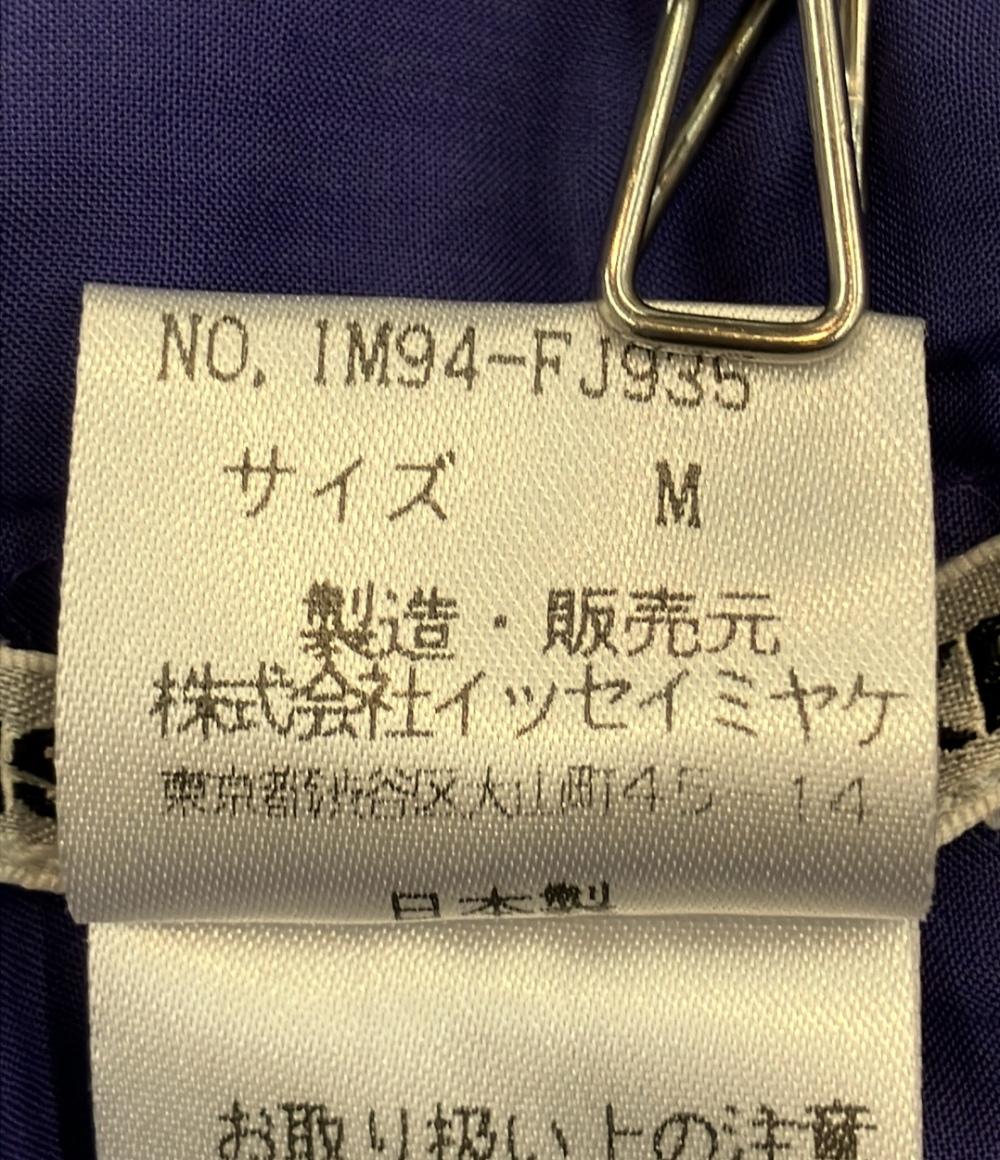 NO. IM94-FJ935
サイズ M
製造・販売元
株式会社イッセイミヤケ
東京都渋谷区大山町45-14
日本製
お取り扱い上の注意